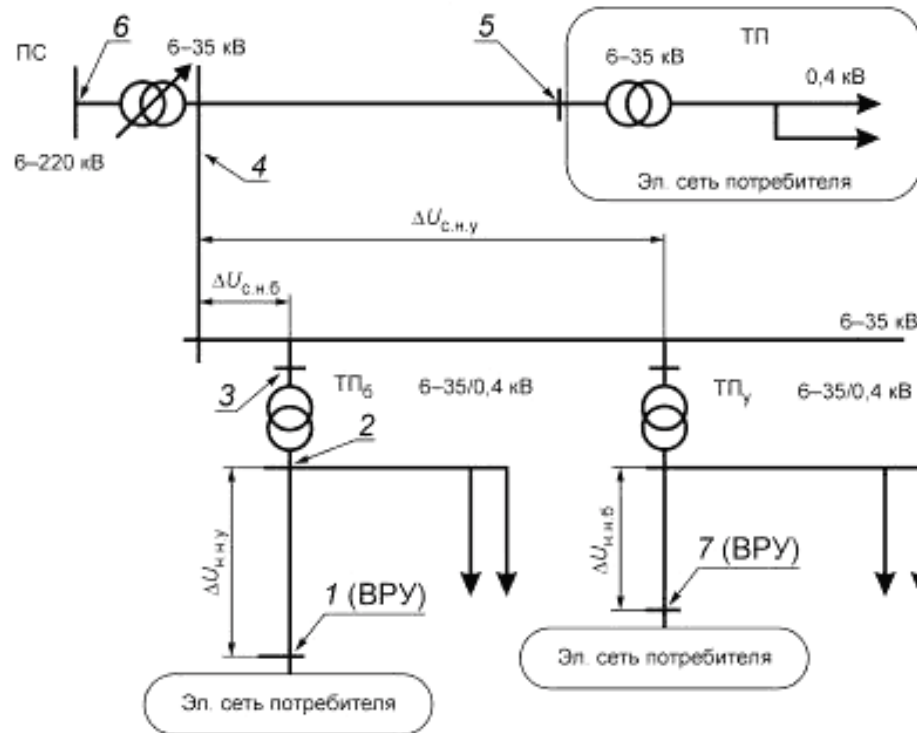 6
5
ПС
6–35 кВ
ТП
6–35 кВ
0,4 кВ
6–220 кВ
4
Эл. сеть потребителя
ΔUс.н.у
ΔUс.н.б
6–35 кВ
3
ТПб
6–35/0,4 кВ
ТПу
6–35/0,4 кВ
2
ΔUн.н.у
ΔUн.н.б
7 (ВРУ)
1 (ВРУ)
Эл. сеть потребителя
Эл. сеть потребителя